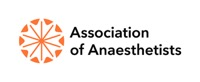 Association
of Anaesthetists